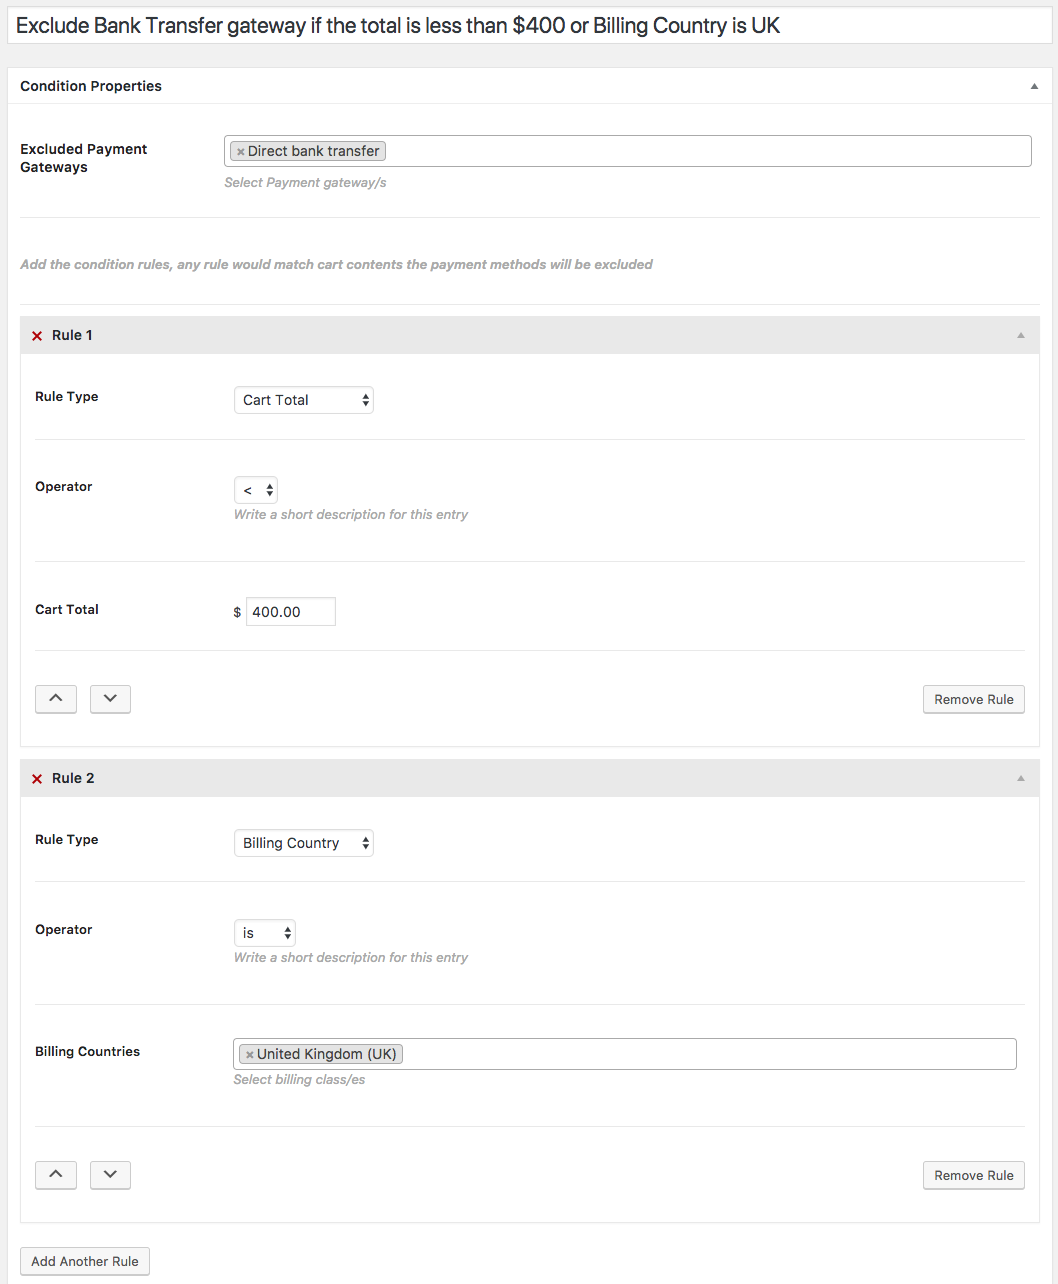 Exclude Bank Transfer gateway if the total is less than $400 or Billing Country is UK
Condition Properties
Excluded Payment
Gateways
× Direct bank transfer
Select Payment gateway/s
Add the condition rules, any rule would match cart contents the payment methods will be excluded
Rule 1
Rule Type
Cart Total
Operator
<
Write a short description for this entry
Cart Total
$ 400.00
Remove Rule
Rule 2
Rule Type
Billing Country
Operator
is
Write a short description for this entry
Billing Countries
× United Kingdom (UK)
Select billing class/es
Remove Rule
Add Another Rule